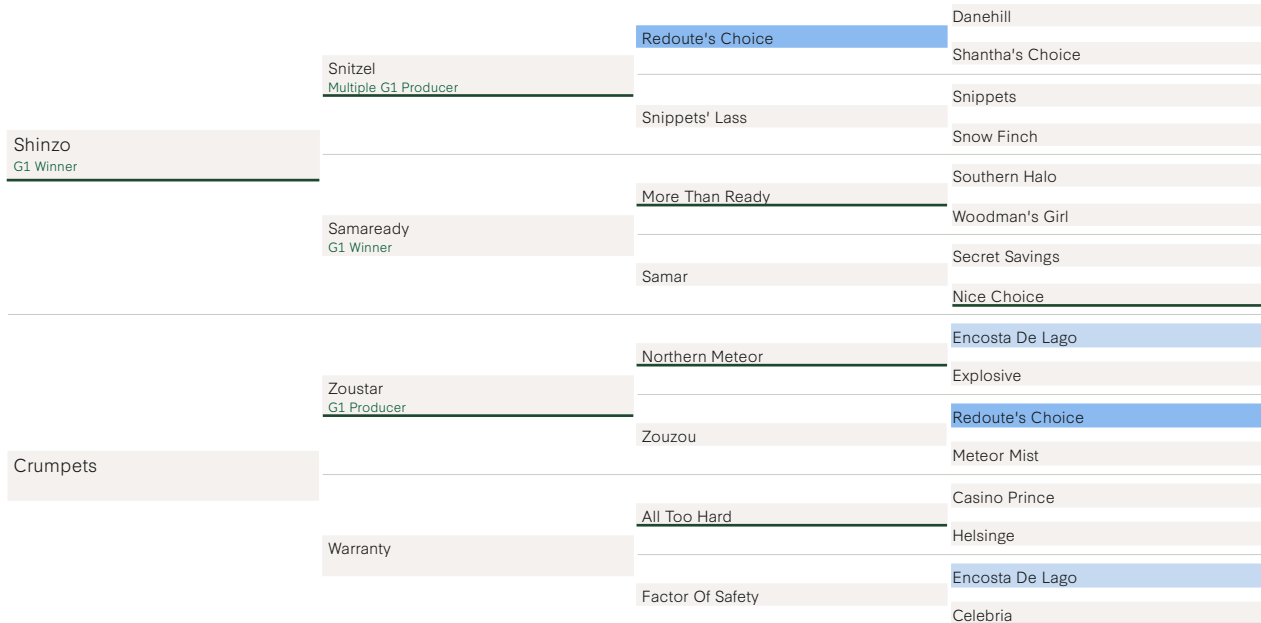 Shinzo
G1 Winner
Crumpets
Snitzel
Multiple G1 Producer
Samaready
G1 Winner
Zoustar
G1 Producer
Warranty
Redoute's Choice
Snippets' Lass
More Than Ready
Samar
Northern Meteor
Zouzou
All Too Hard
Factor Of Safety
Danehill
Shantha's Choice
Snippets
Snow Finch
Southern Halo
Woodman's Girl
Secret Savings
Nice Choice
Encosta De Lago
Explosive
Redoute's Choice
Meteor Mist
Casino Prince
Helsinge
Encosta De Lago
Celebria